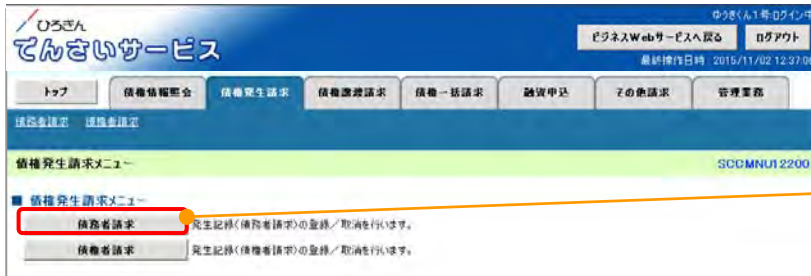 ゆうきくん1号:ログイン中
ひろぎん
でんさいサービス
ビジネスWebサービスへ戻る ログアウト
最終操作日時 2015/11/02 12:37:06
トップ 債権情報照会 債権発生請求 債権譲渡請求 債権一括請求 融資申込 その他請求 管理業務
債務者請求 債権者請求
債権発生請求メニュー SCCMNU12200
■ 債権発生請求メニュー
債務者請求 発生記録(債務者請求)の登録/取消を行います。
債権者請求 発生記録(債権者請求)の登録/取消を行います。